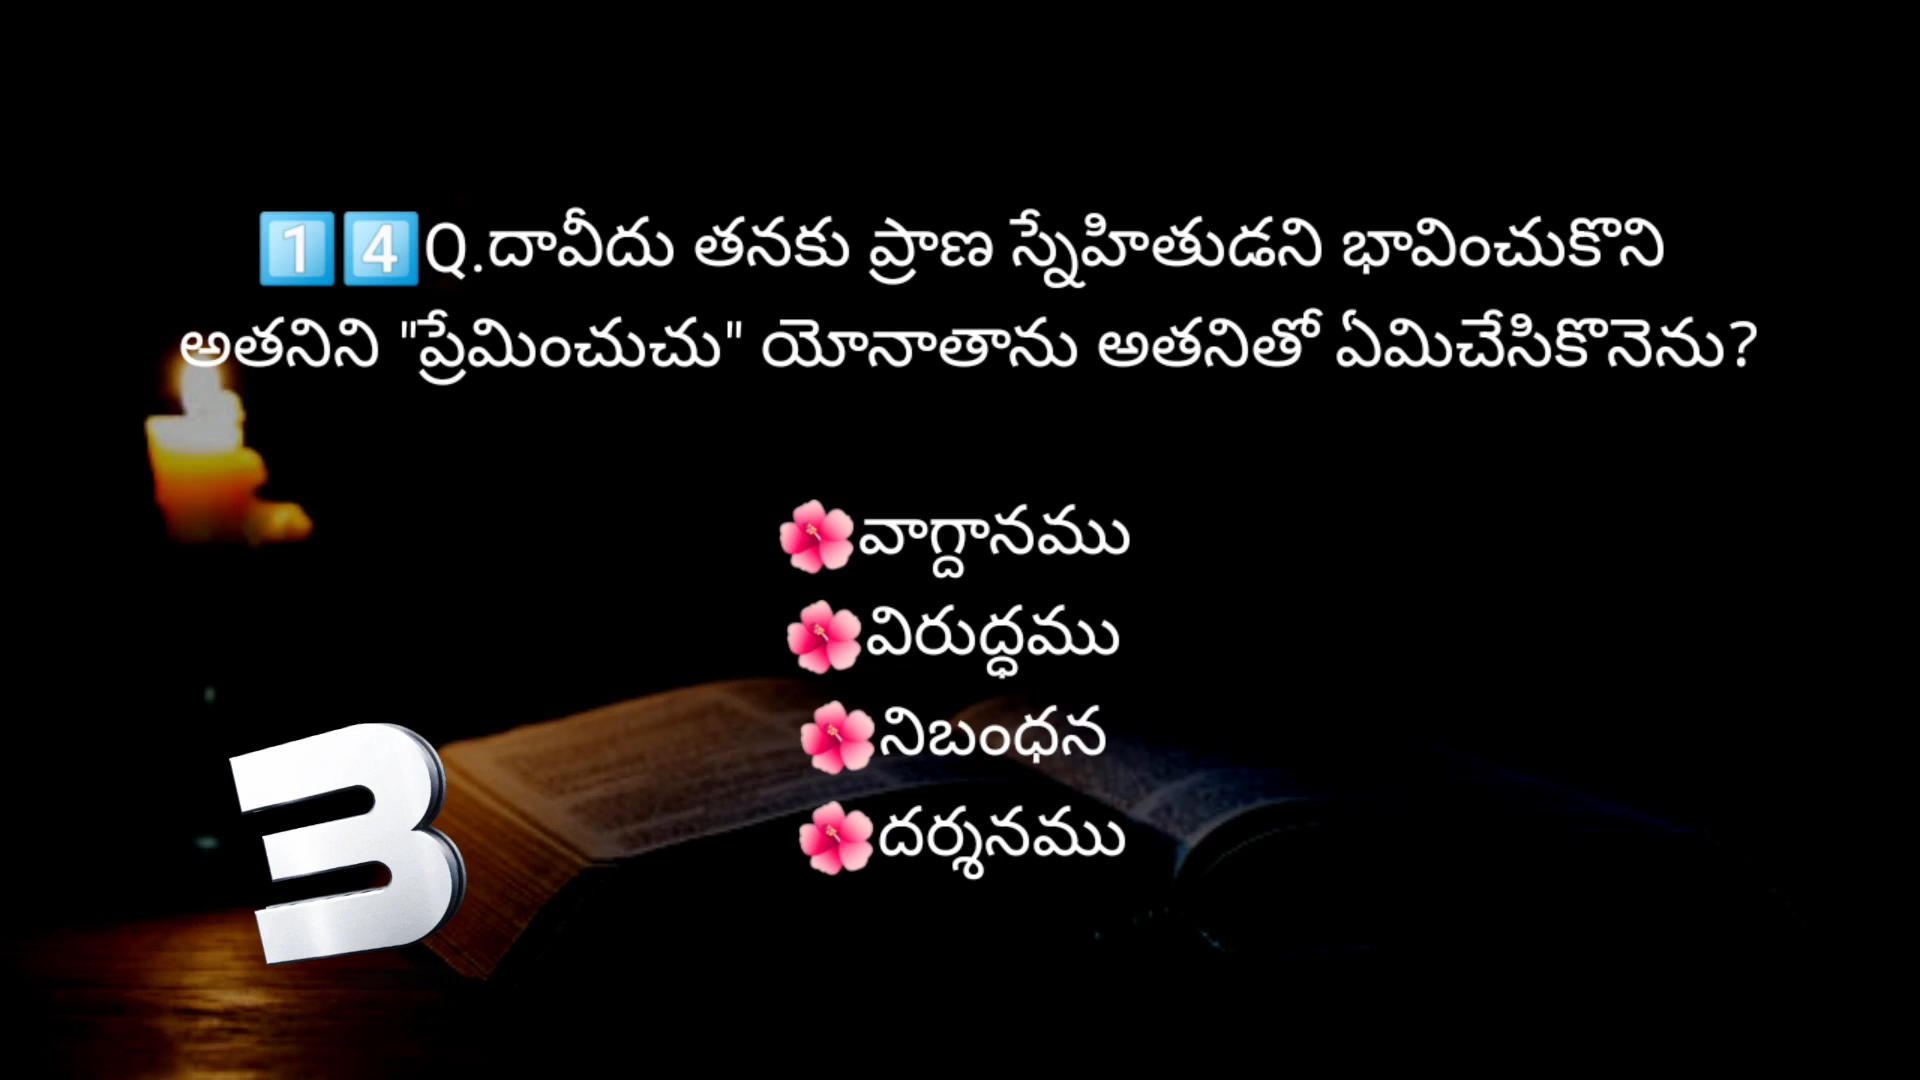 1️⃣4️⃣Q.దావీదు తనకు ప్రాణ స్నేహితుడని భావించుకొని
అతనిని "ప్రేమించుచు" యోనాతాను అతనితో ఏమిచేసికొనెను?
🌺వాగ్దానము
🌺విరుద్ధము
🌺నిబంధన
🌺దర్శనము
3